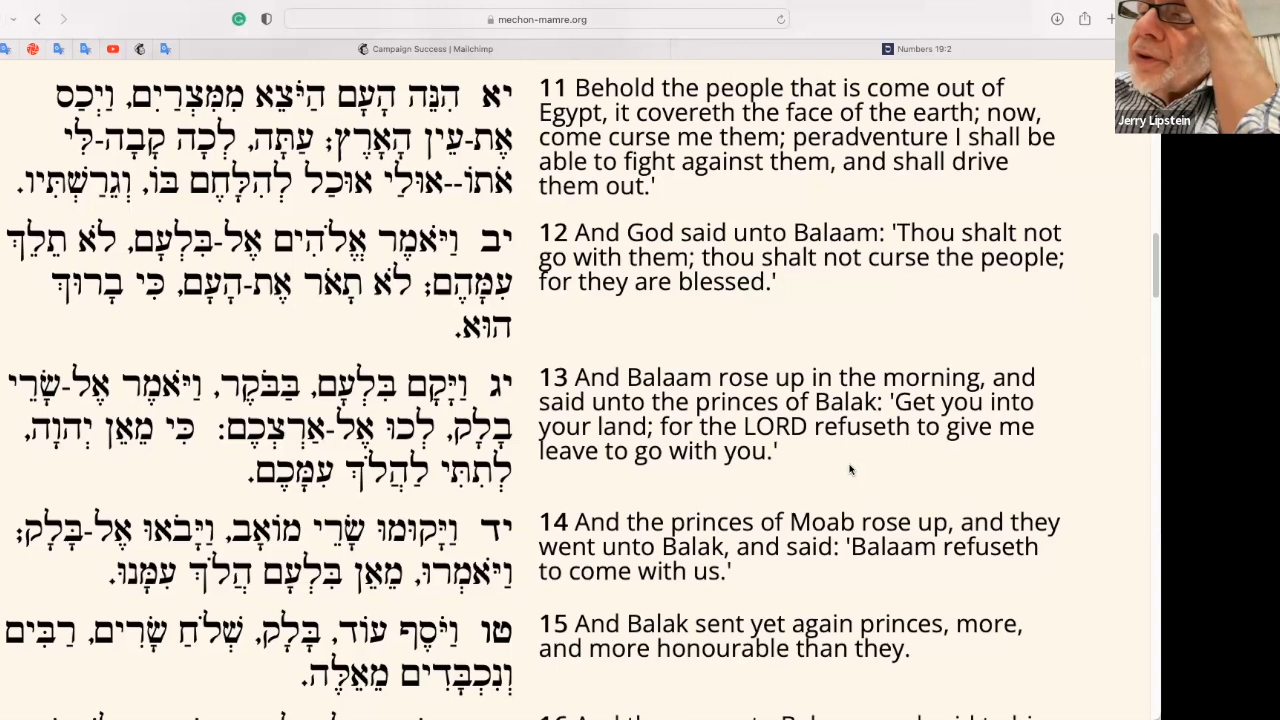 mechon-mamre.org
Campaign Success | Mailchimp
Numbers 19:2
Jerry Lipstein
יא הִנֵּה הָעָם הַיֹּצֵא מִמִּצְרַיִם, וַיְכַס
אֶת-עֵין הָאָרֶץ; עַתָּה, לְכָה קָבָה-לִּי
אֹתוֹ--אוּלַי אוּכַל לְהִלָּחֶם בּוֹ, וְגֵרַשְׁתִּיו.
11 Behold the people that is come out of
Egypt, it covereth the face of the earth; now,
come curse me them; peradventure I shall be
able to fight against them, and shall drive
them out.'
יב וַיֹּאמֶר אֱלֹהִים אֶל-בִּלְעָם, לֹא תֵלֵךְ
עִמָּהֶם; לֹא תָאֹר אֶת-הָעָם, כִּי בָרוּךְ
הוּא.
12 And God said unto Balaam: 'Thou shalt not
go with them; thou shalt not curse the people;
for they are blessed.'
יג וַיָּקָם בִּלְעָם, בַּבֹּקֶר, וַיֹּאמֶר אֶל-שָׂרֵי
בָלָק, לְכוּ אֶל-אַרְצְכֶם: כִּי מֵאֵן יְהוָה,
לְתִתִּי לַהֲלֹךְ עִמָּכֶם.
13 And Balaam rose up in the morning, and
said unto the princes of Balak: 'Get you into
your land; for the LORD refuseth to give me
leave to go with you.'
יד וַיָּקוּמוּ שָׂרֵי מוֹאָב, וַיָּבֹאוּ אֶל-בָּלָק;
וַיֹּאמְרוּ, מֵאֵן בִּלְעָם הֲלֹךְ עִמָּנוּ.
14 And the princes of Moab rose up, and they
went unto Balak, and said: 'Balaam refuseth
to come with us.'
טו וַיֹּסֶף עוֹד, בָּלָק, שְׁלֹחַ שָׂרִים, רַבִּים
וְנִכְבָּדִים מֵאֵלֶּה.
15 And Balak sent yet again princes, more,
and more honourable than they.